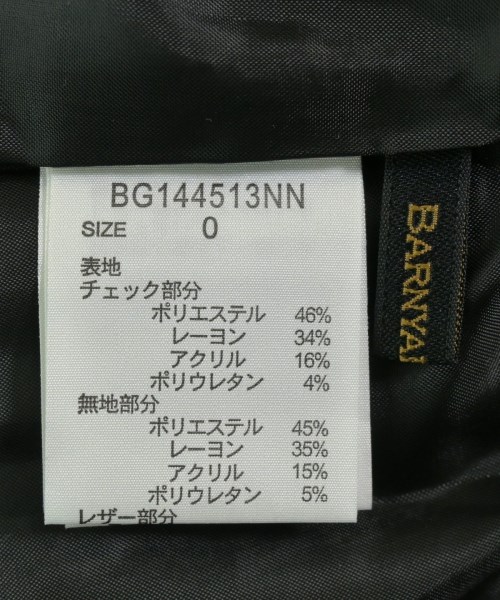 BG144513NN
SIZE 0
表地
チェック部分
ポリエステル 46%
レーヨン 34%
アクリル 16%
ポリウレタン 4%
無地部分
ポリエステル 45%
レーヨン 35%
アクリル 15%
ポリウレタン 5%
レザー部分